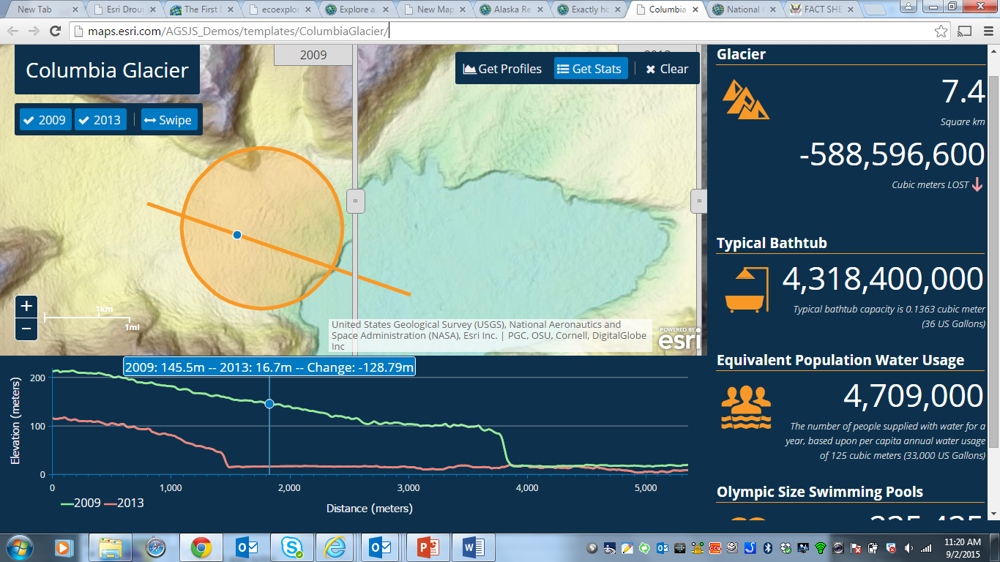 New Tab
Esri Drou
The First E
ecoexplor
Explore a
New Map
Alaska Re
Exactly ho
Columbia
National
FACT SHE
maps.esri.com/AGSJS_Demos/templates/ColumbiaGlacier/
Columbia Glacier
2009
Get Profiles
Get Stats
Clear
2009
2013
Swipe
1km
1mi
United States Geological Survey (USGS), National Aeronautics and
Space Administration (NASA), Esri Inc. | PGC, OSU, Cornell, DigitalGlobe
Inc
POWERED BY
esri
2009: 145.5m -- 2013: 16.7m -- Change: -128.79m
Elevation (meters)
200
100
0
0
1,000
2,000
3,000
4,000
5,000
Distance (meters)
2009
2013
Glacier
7.4
Square km
-588,596,600
Cubic meters LOST
Typical Bathtub
4,318,400,000
Typical bathtub capacity is 0.1363 cubic meter
(36 US Gallons)
Equivalent Population Water Usage
4,709,000
The number of people supplied with water for a
year, based upon per capita annual water usage
of 125 cubic meters (33,000 US Gallons)
Olympic Size Swimming Pools
11:20 AM
9/2/2015